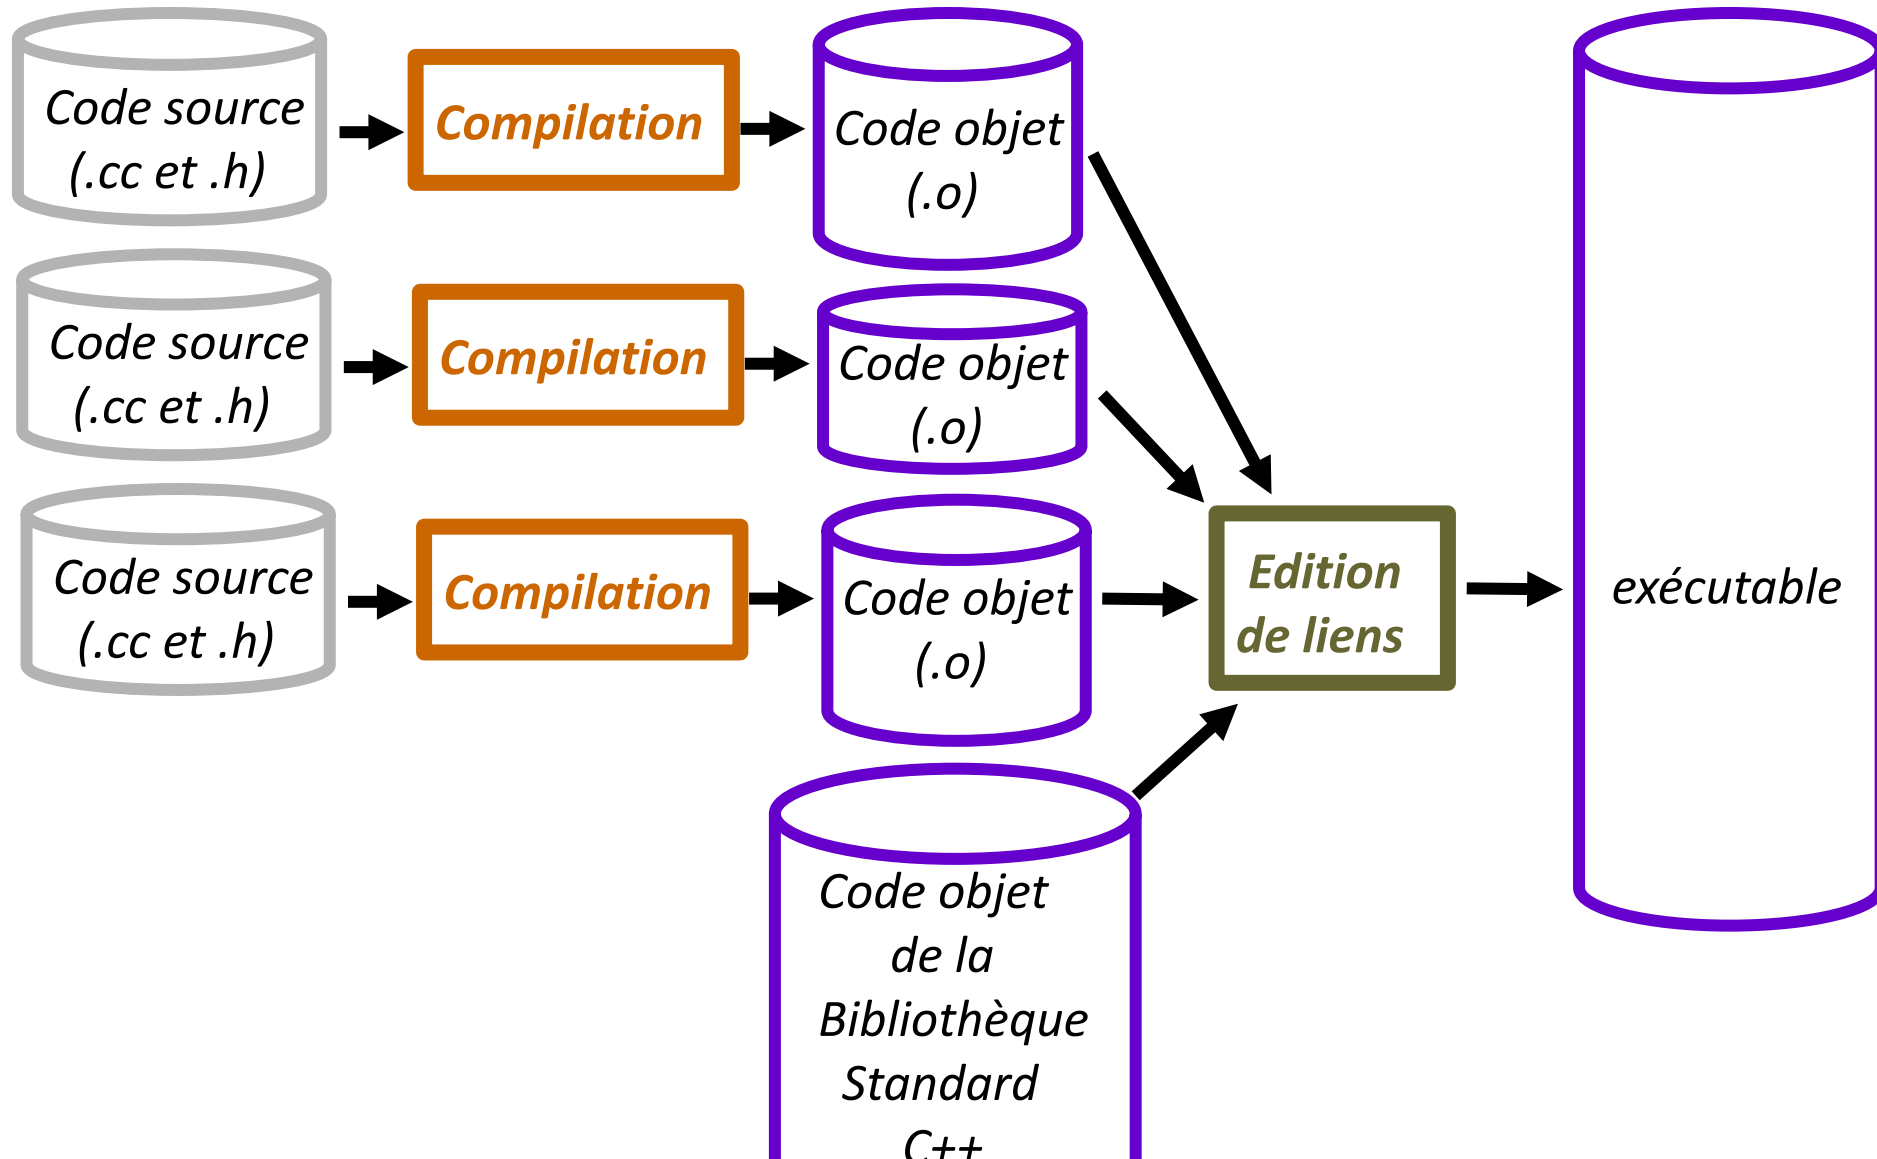 Code source
(.cc et .h)
Compilation
Code objet
(.o)
Code source
(.cc et .h)
Compilation
Code objet
(.o)
Code source
(.cc et .h)
Compilation
Code objet
(.o)
Edition
de liens
exécutable
Code objet
de la
Bibliothèque
Standard
C++